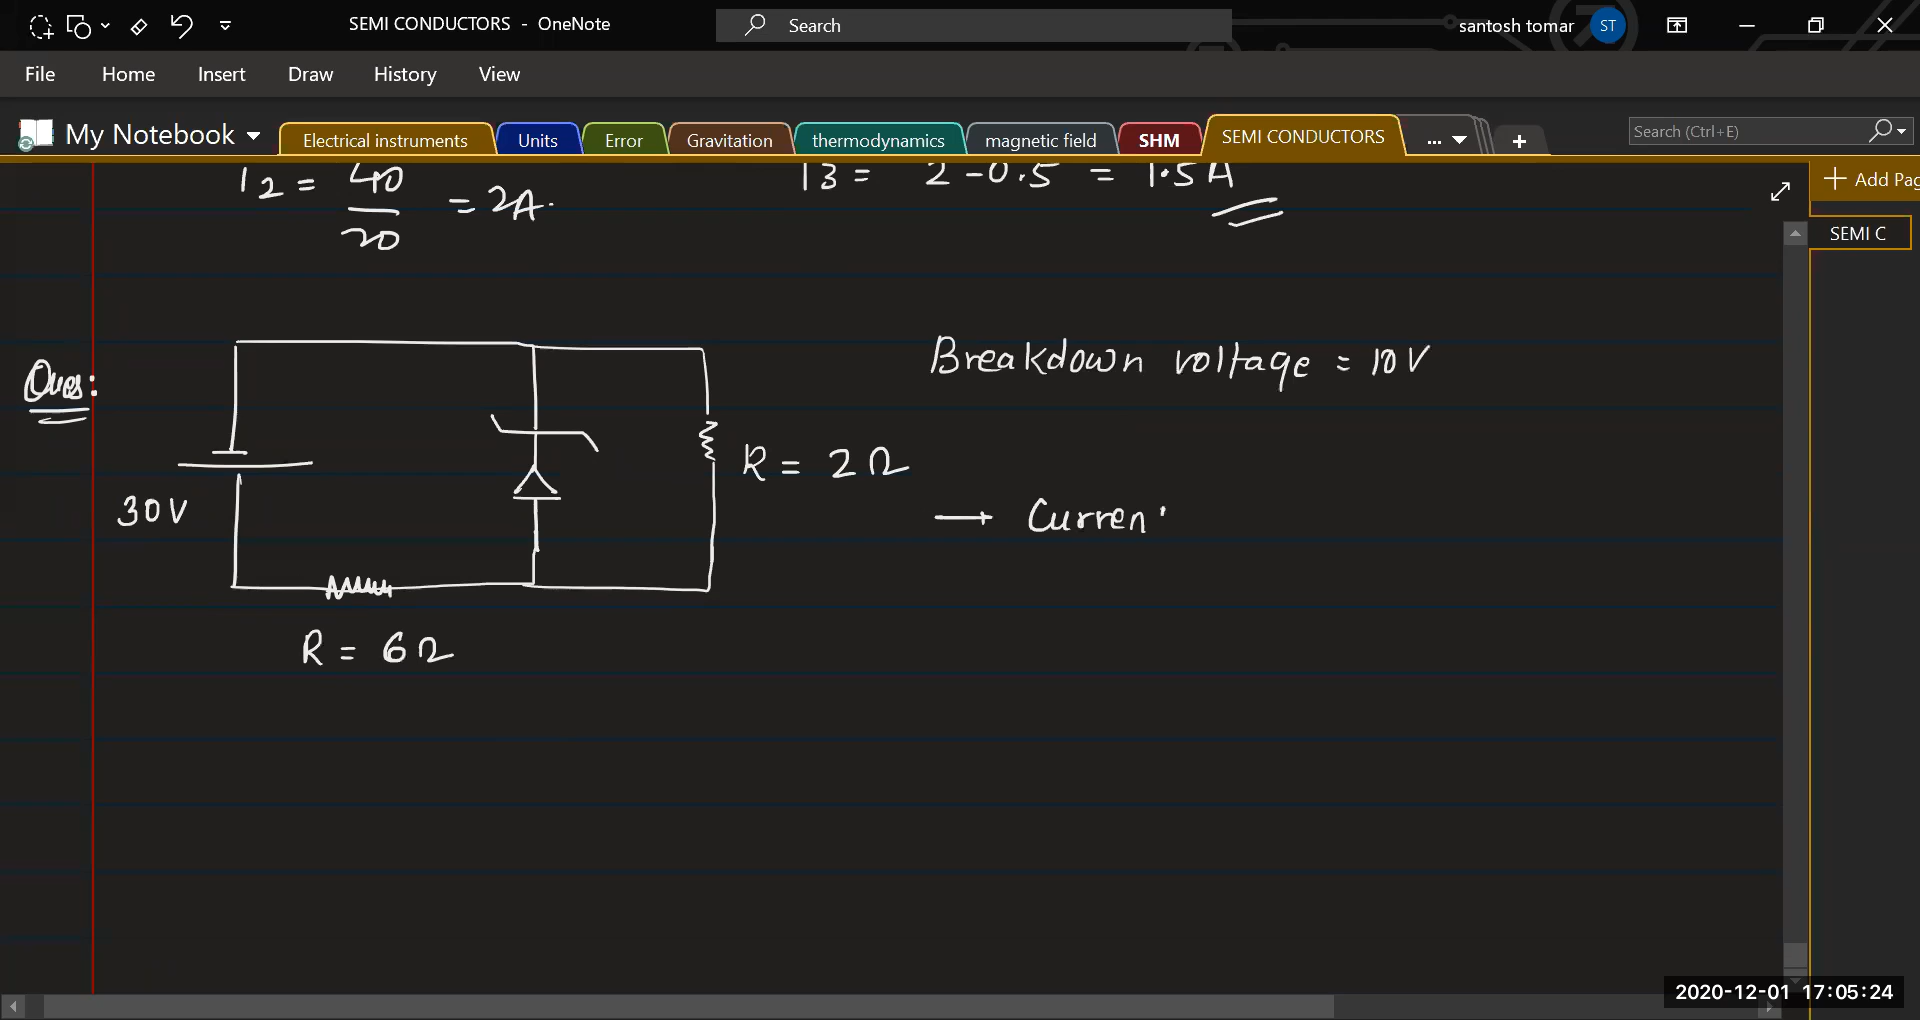 SEMI CONDUCTORS - OneNote
Search
santosh tomar
ST
File Home Insert Draw History View
My Notebook
Electrical instruments
Units
Error
Gravitation
thermodynamics
magnetic field
SHM
SEMI CONDUCTORS
...
+
Search (Ctrl+E)
+ Add Pag
SEMI C
I2 = 40/20 = 2A.
I3 = 2 - 0.5 = 1.5 A
Ques:
Breakdown voltage = 10 V
R = 2Ω
30V
→ Curren
R = 6Ω
2020-12-01 17:05:24